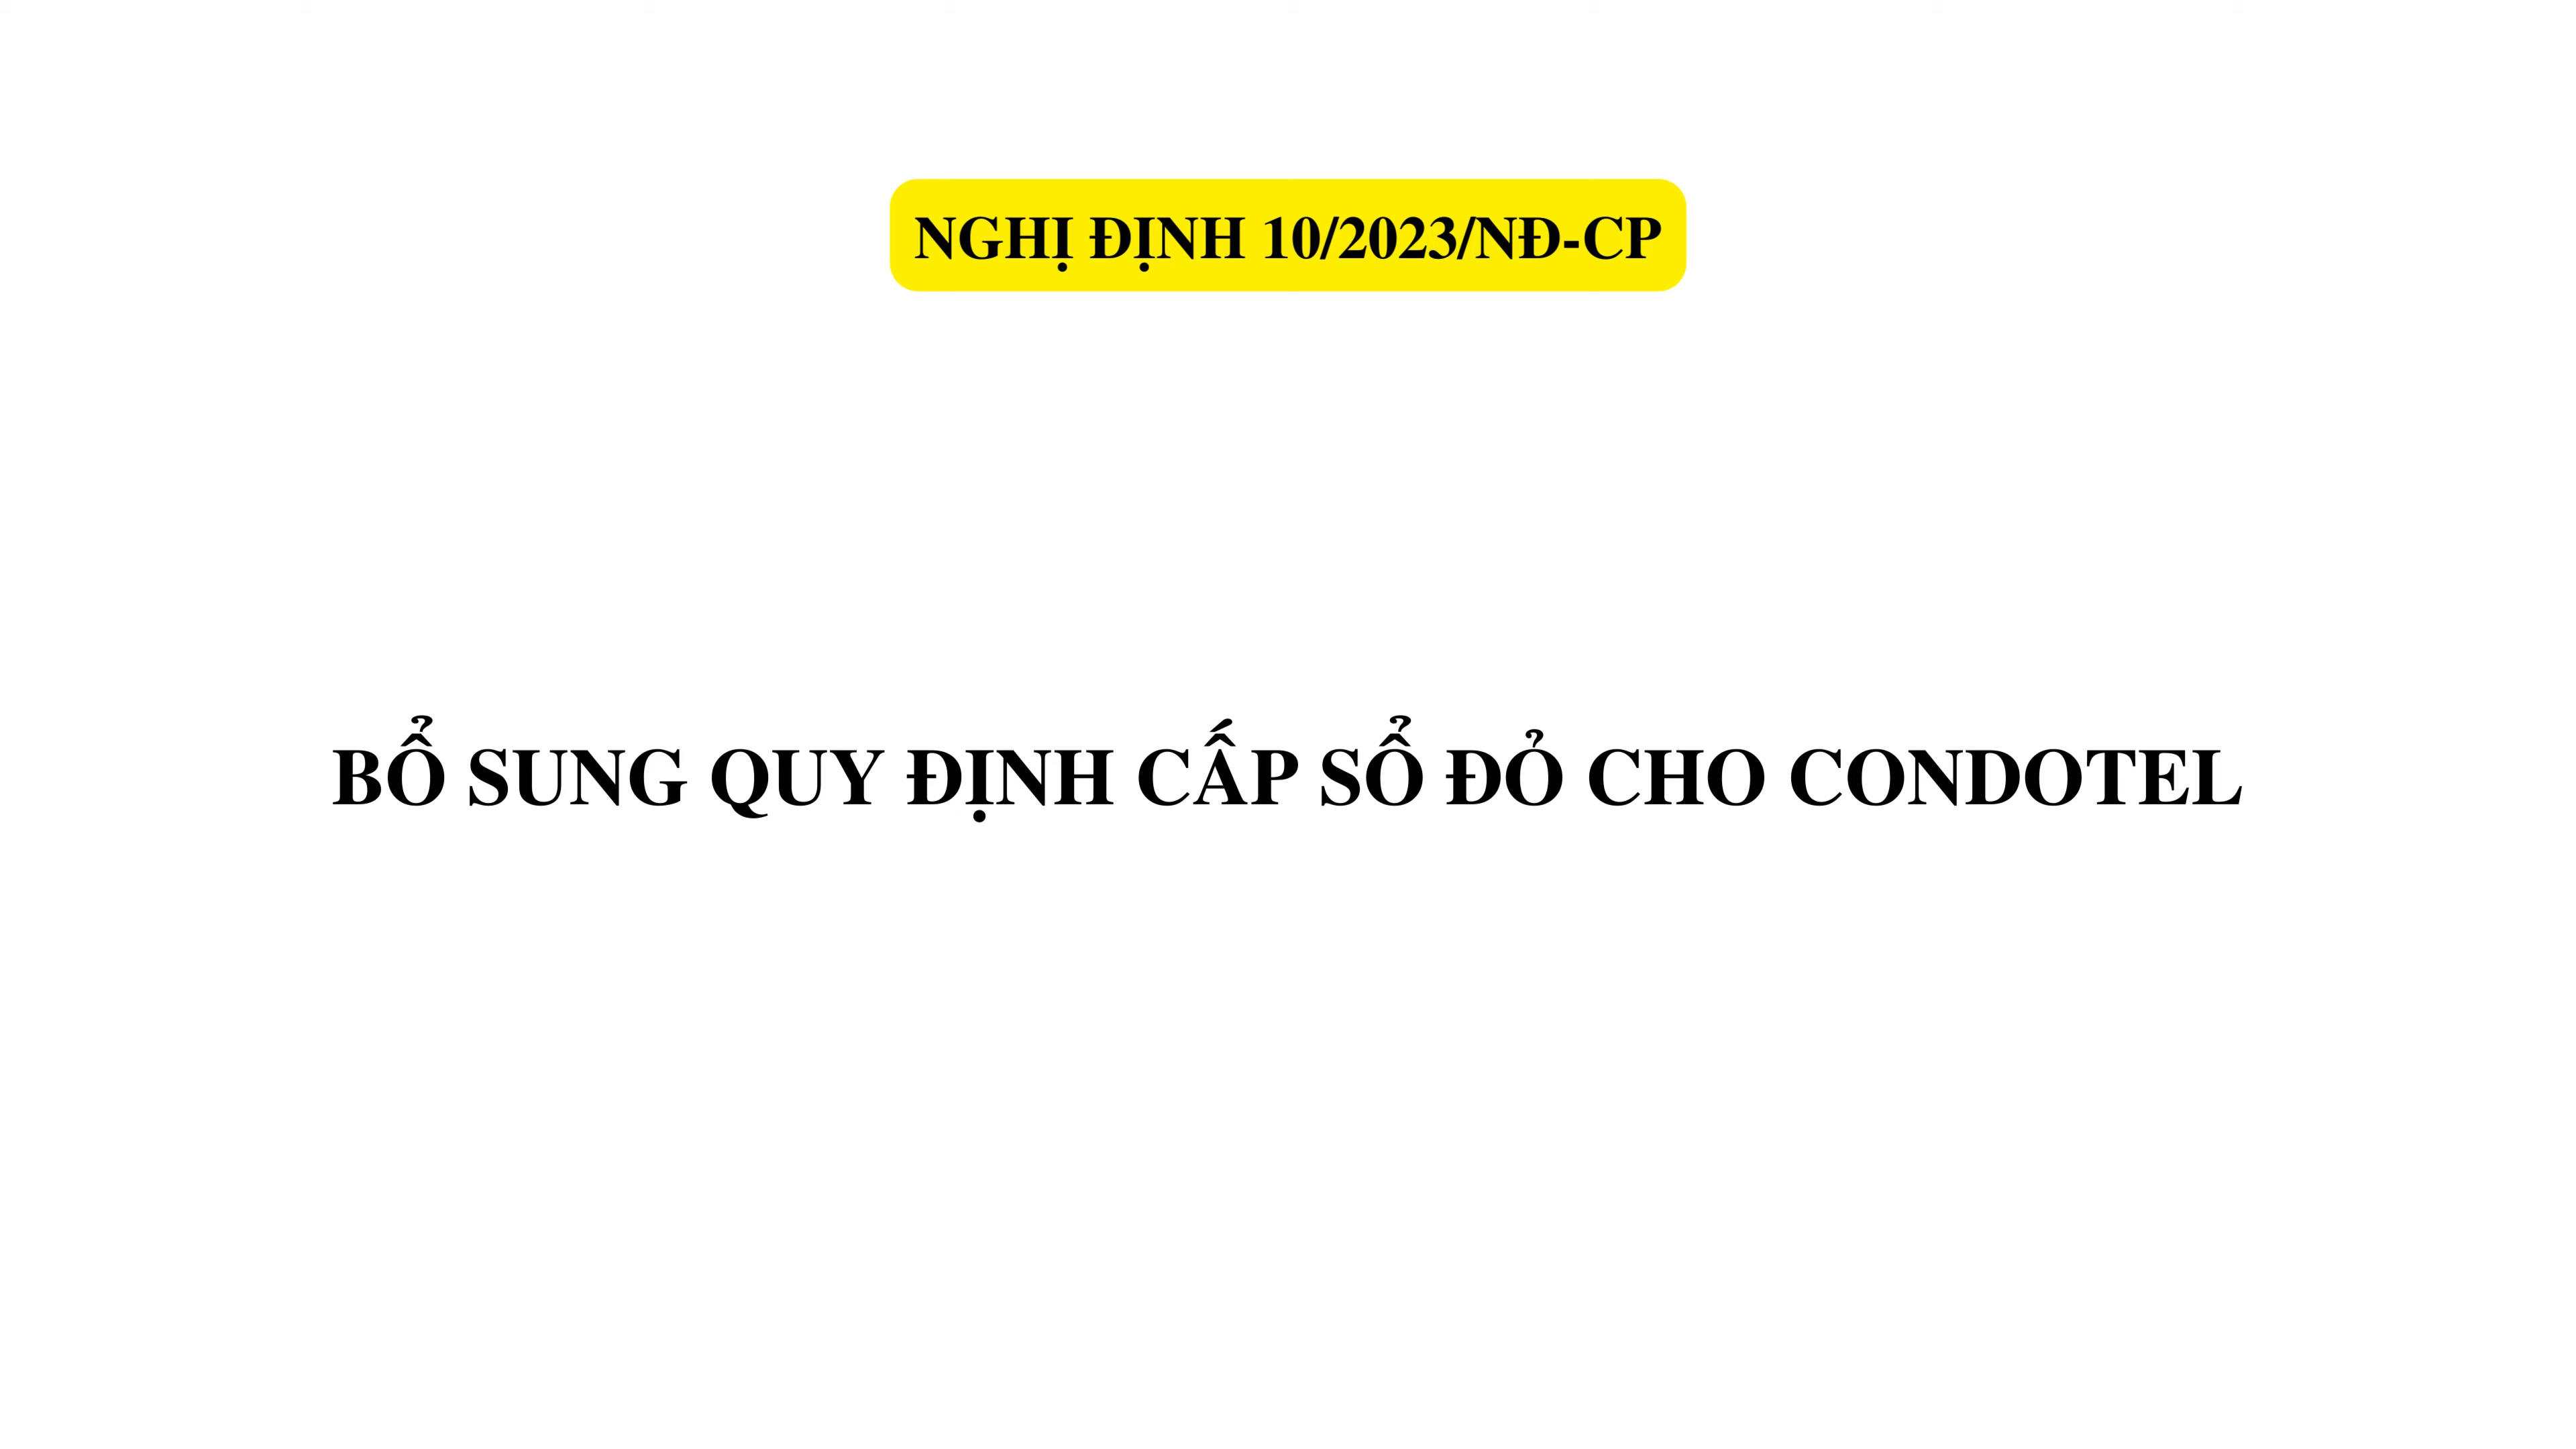 NGHỊ ĐỊNH 10/2023/NĐ-CP
BỔ SUNG QUY ĐỊNH CẤP SỔ ĐỎ CHO CONDOTEL